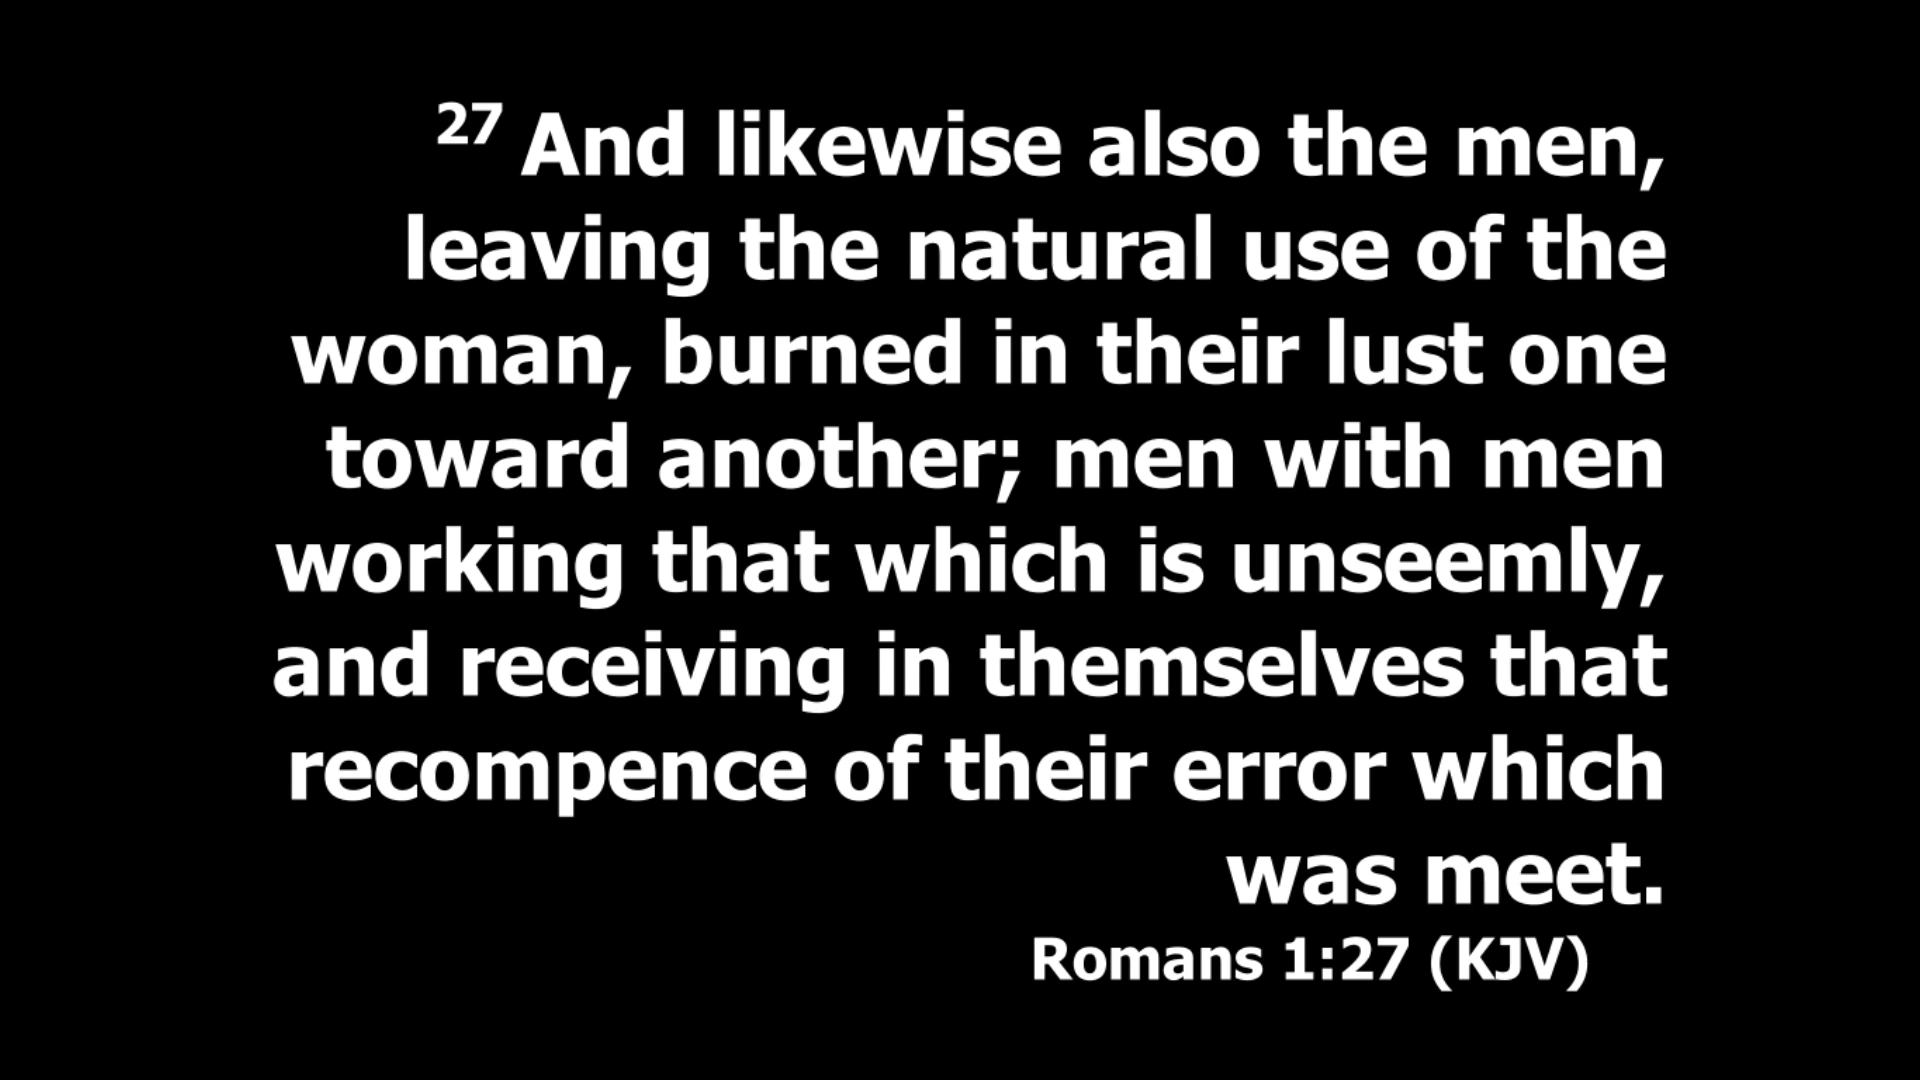 27 And likewise also the men,
leaving the natural use of the
woman, burned in their lust one
toward another; men with men
working that which is unseemly,
and receiving in themselves that
recompence of their error which
was meet.
Romans 1:27 (KJV)